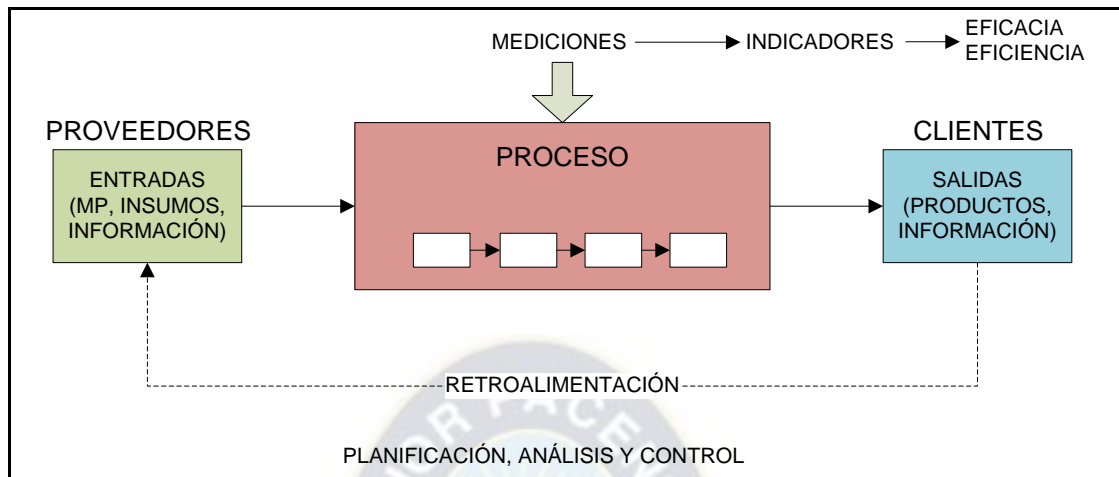 MEDICIONES
INDICADORES
EFICACIA
EFICIENCIA
PROVEEDORES
CLIENTES
ENTRADAS
(MP, INSUMOS,
INFORMACIÓN)
PROCESO
SALIDAS
(PRODUCTOS,
INFORMACIÓN)
RETROALIMENTACIÓN
PLANIFICACIÓN, ANÁLISIS Y CONTROL